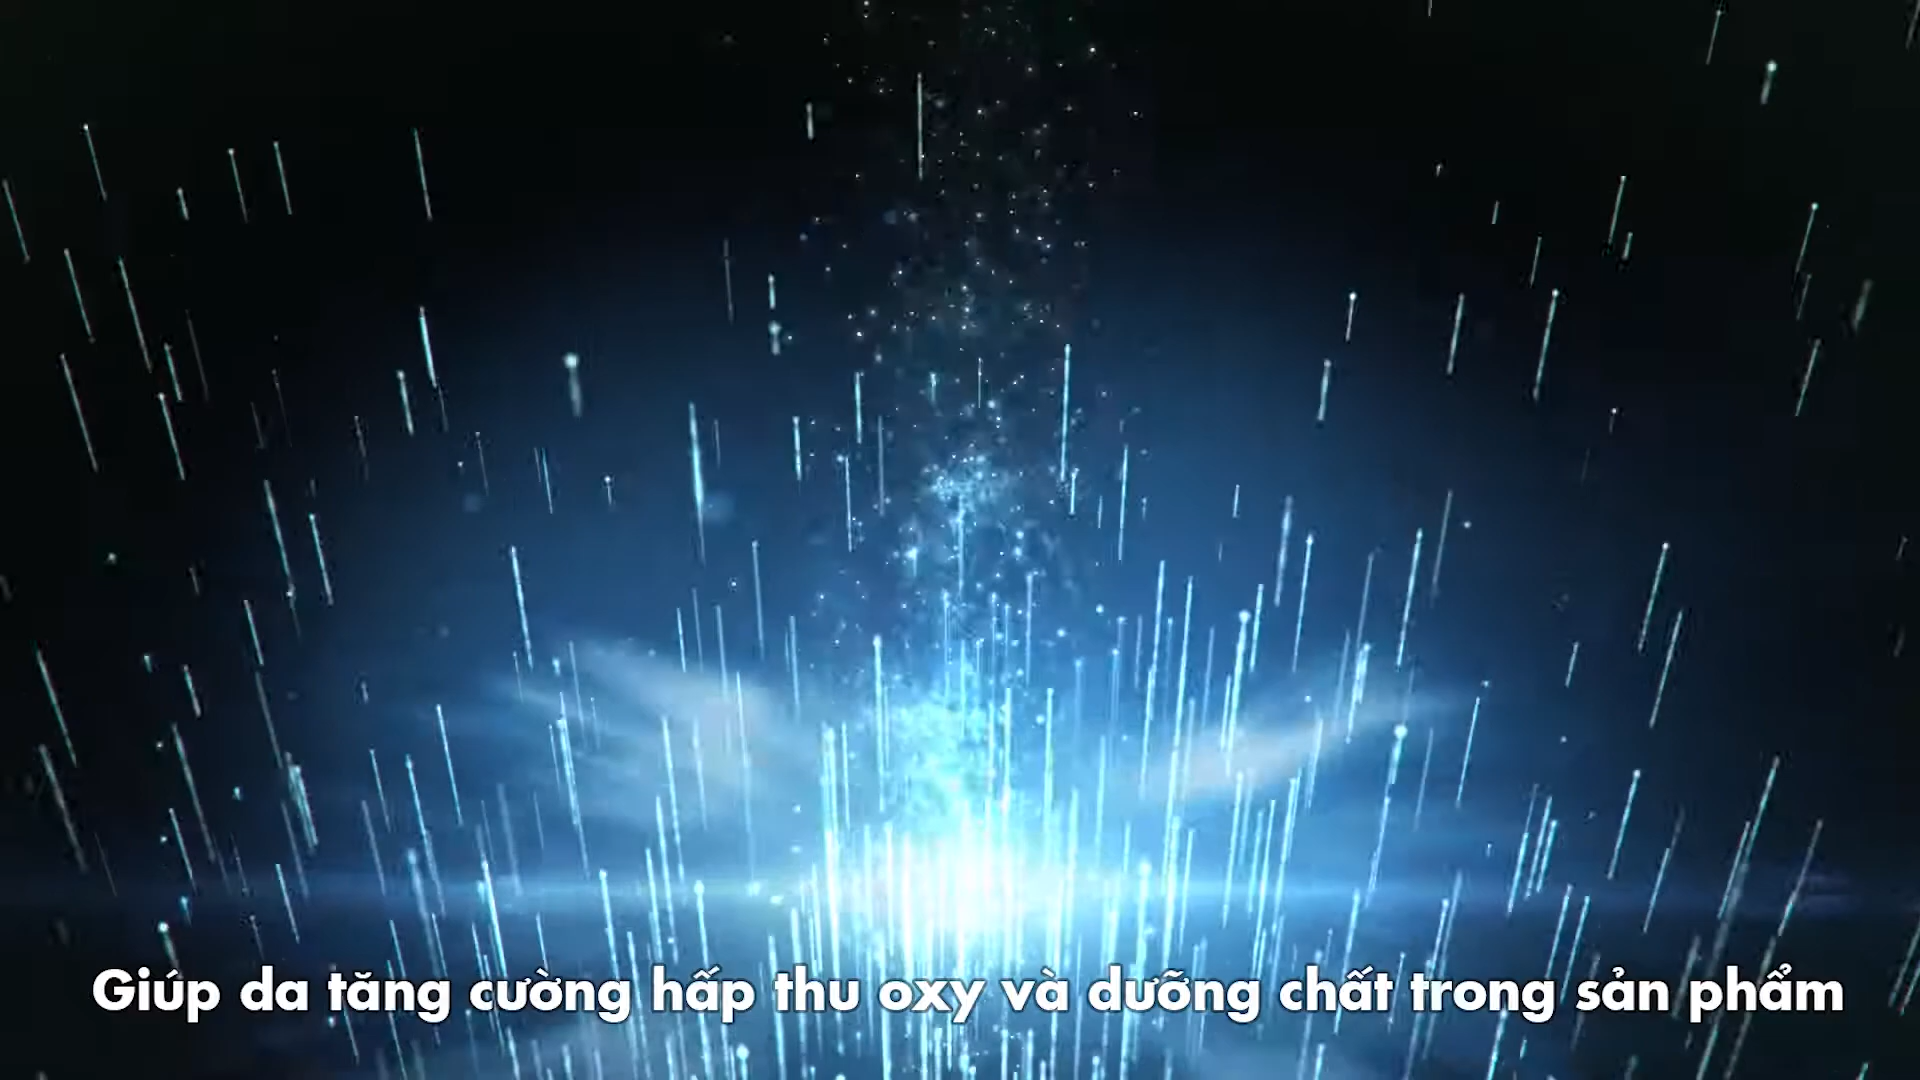 Giúp da tăng cường hấp thu oxy và dưỡng chất trong sản phẩm